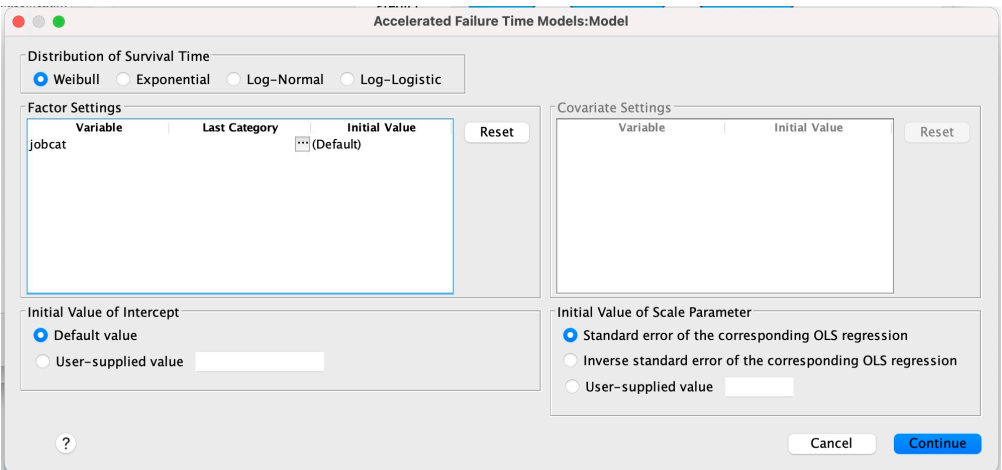 Accelerated Failure Time Models:Model
Distribution of Survival Time
Weibull Exponential Log-Normal Log-Logistic
Factor Settings
Variable Last Category Initial Value
jobcat ... (Default)
Reset
Covariate Settings
Variable Initial Value
Reset
Initial Value of Intercept
Default value
User-supplied value
Initial Value of Scale Parameter
Standard error of the corresponding OLS regression
Inverse standard error of the corresponding OLS regression
User-supplied value
?
Cancel
Continue